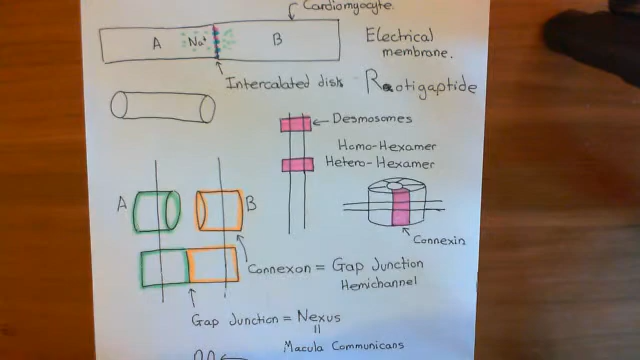 Cardiomyocyte.
A Na+ B
Electrical
membrane.
Intercalated disk
Rotigaptide
Desmosomes
Homo-Hexamer
Hetero-Hexamer
A B
Connexin
Connexon = Gap Junction
Hemichannel
Gap Junction = Nexus
Macula Communicans